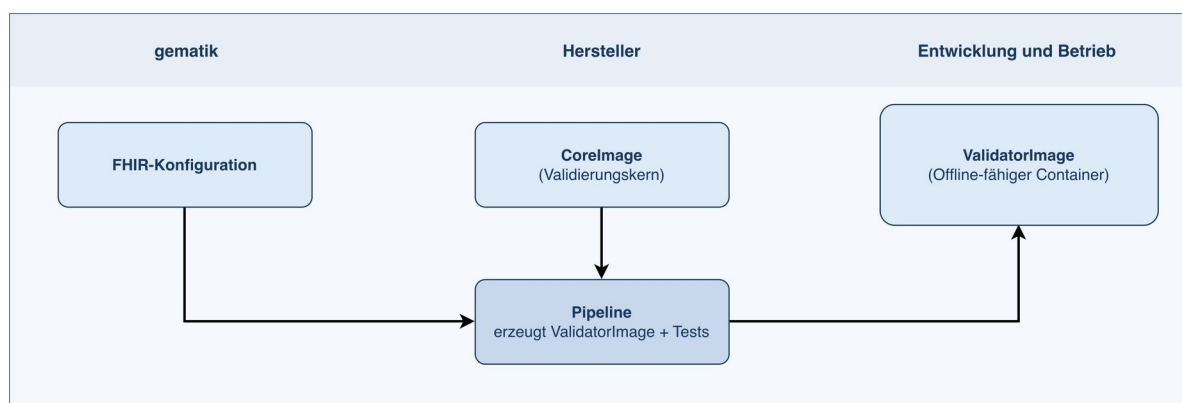 gematik
Hersteller
Entwicklung und Betrieb
FHIR-Konfiguration
CoreImage
(Validierungskern)
ValidatorImage
(Offline-fähiger Container)
Pipeline
erzeugt ValidatorImage + Tests